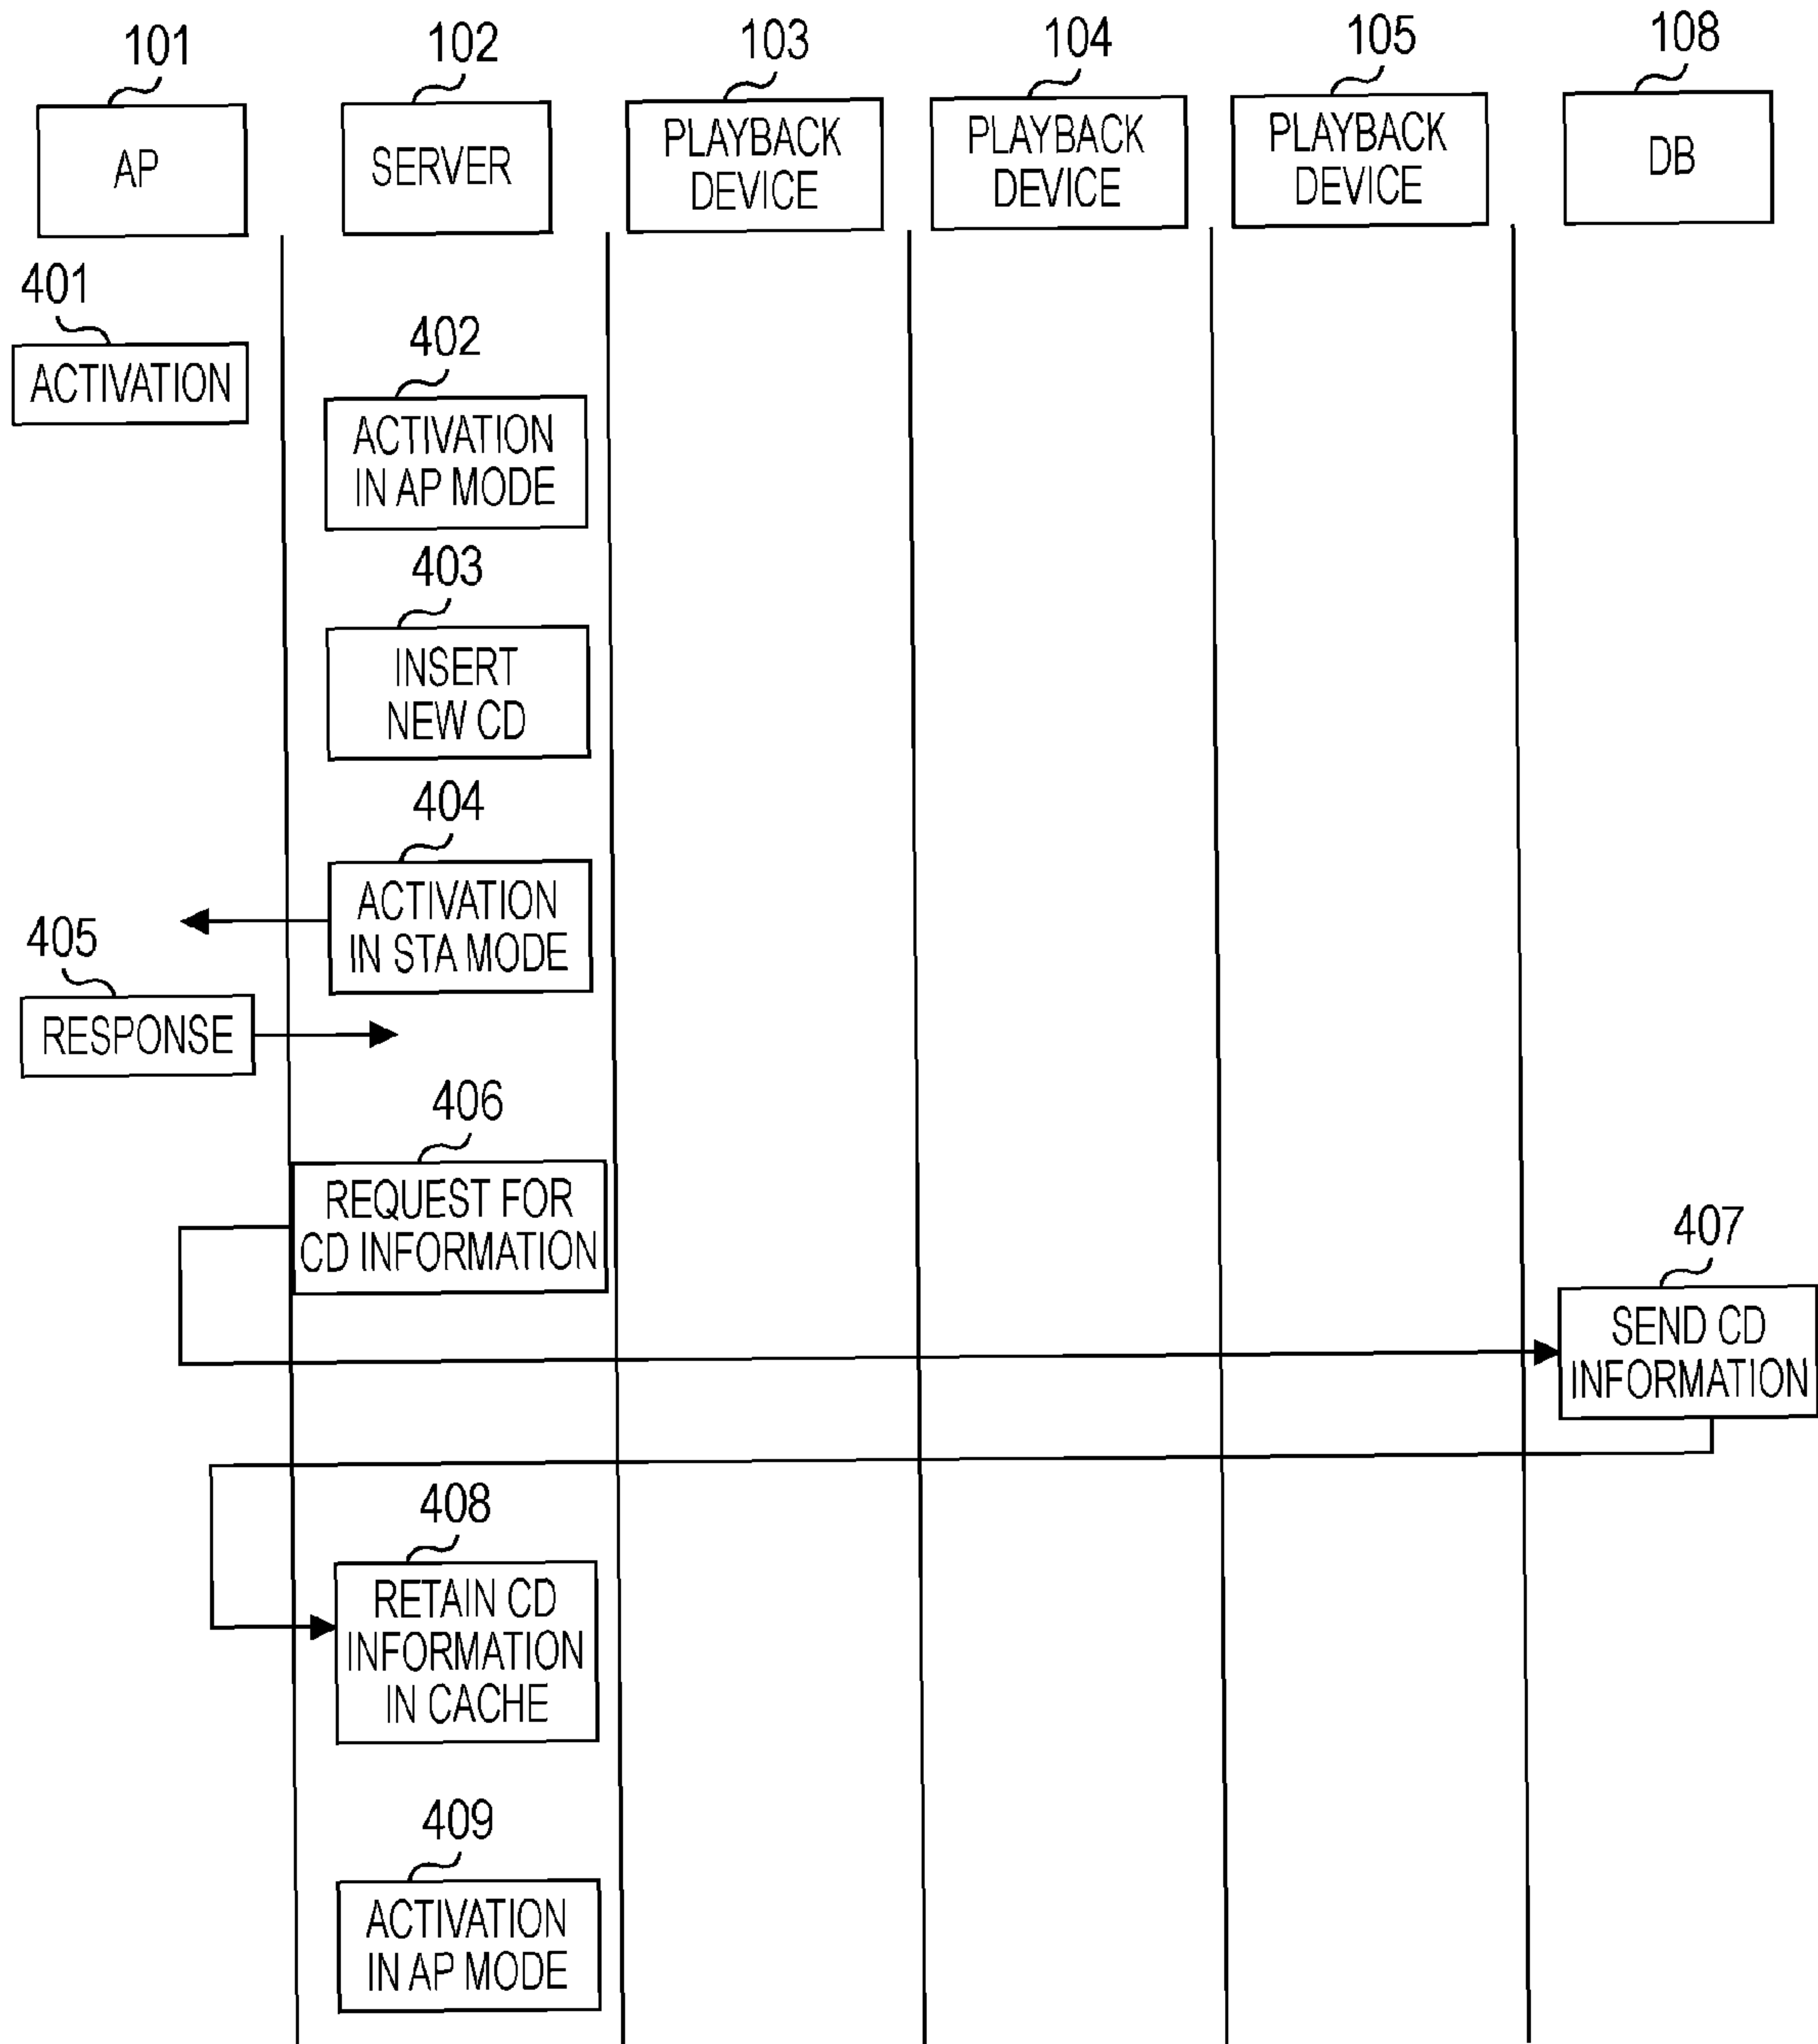 101
102
103
104
105
108
AP
SERVER
PLAYBACK
DEVICE
PLAYBACK
DEVICE
PLAYBACK
DEVICE
DB
401
ACTIVATION
402
ACTIVATION
IN AP MODE
403
INSERT
NEW CD
404
ACTIVATION
IN STA MODE
405
RESPONSE
406
REQUEST FOR
CD INFORMATION
407
SEND CD
INFORMATION
408
RETAIN CD
INFORMATION
IN CACHE
409
ACTIVATION
IN AP MODE